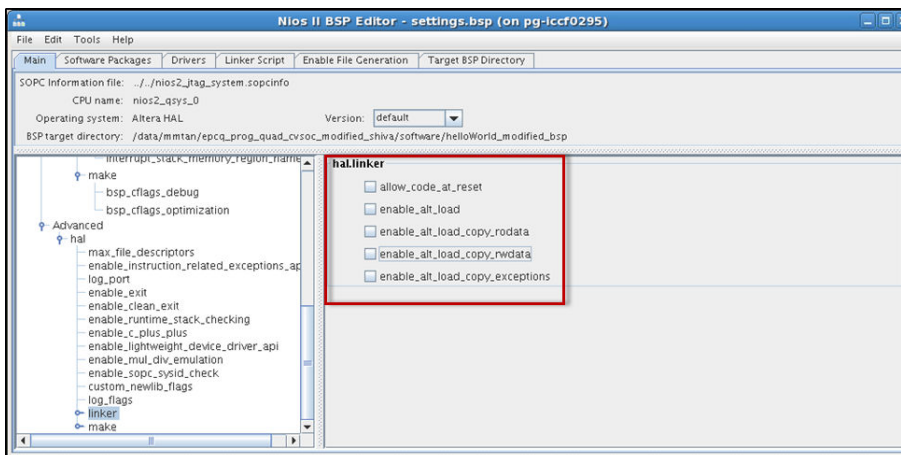 Nios II BSP Editor - settings.bsp (on pg-iccf0295)
File Edit Tools Help
Main Software Packages Drivers Linker Script Enable File Generation Target BSP Directory
SOPC Information file: ../../nios2_jtag_system.sopcinfo
CPU name: nios2_qsys_0
Operating system: Altera HAL Version: default
BSP target directory: /data/mmtan/epcq_prog_quad_cvsoc_modified_shiva/software/helloWorld_modified_bsp
interrupt_stack_memory_region_name
make
bsp_cflags_debug
bsp_cflags_optimization
Advanced
hal
max_file_descriptors
enable_instruction_related_exceptions_ap
log_port
enable_exit
enable_clean_exit
enable_runtime_stack_checking
enable_c_plus_plus
enable_lightweight_device_driver_api
enable_mul_div_emulation
enable_sopc_sysid_check
custom_newlib_flags
log_flags
linker
make
hal.linker
allow_code_at_reset
enable_alt_load
enable_alt_load_copy_rodata
enable_alt_load_copy_rwdata
enable_alt_load_copy_exceptions